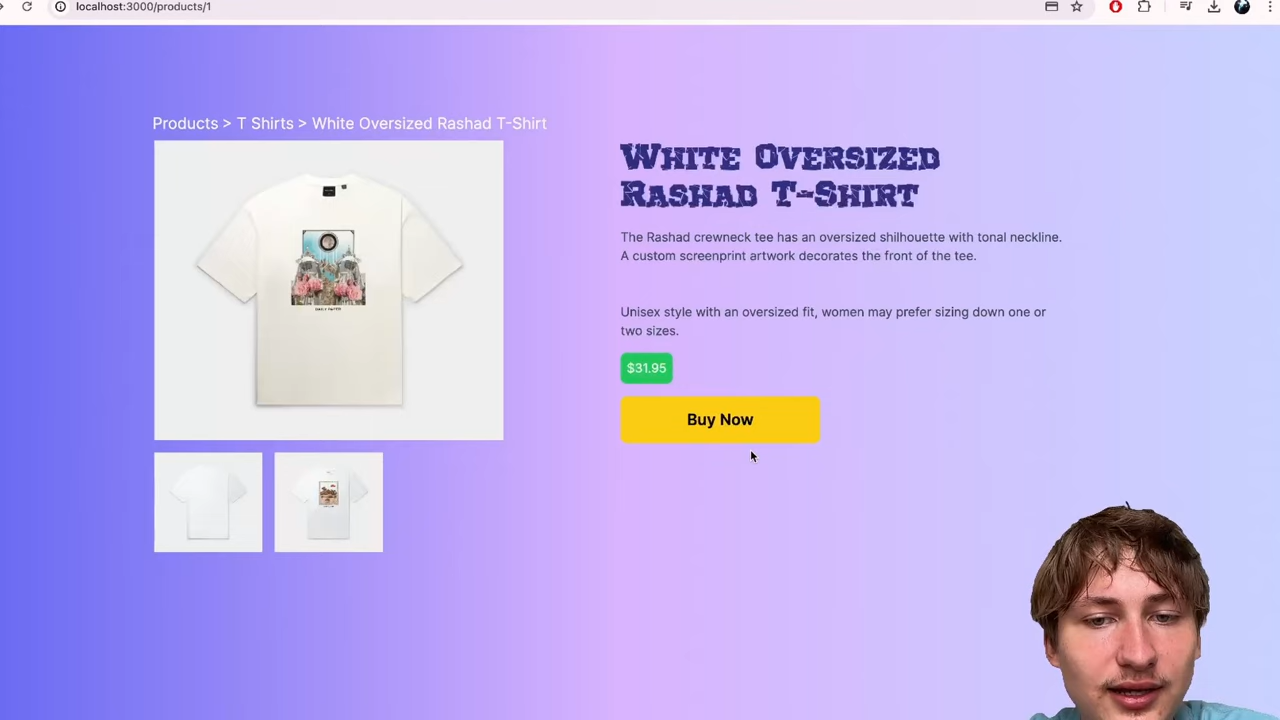 localhost:3000/products/1
Products > T Shirts > White Oversized Rashad T-Shirt
White Oversized
Rashad T-Shirt
The Rashad crewneck tee has an oversized shilhouette with tonal neckline.
A custom screenprint artwork decorates the front of the tee.
Unisex style with an oversized fit, women may prefer sizing down one or
two sizes.
$31.95
Buy Now